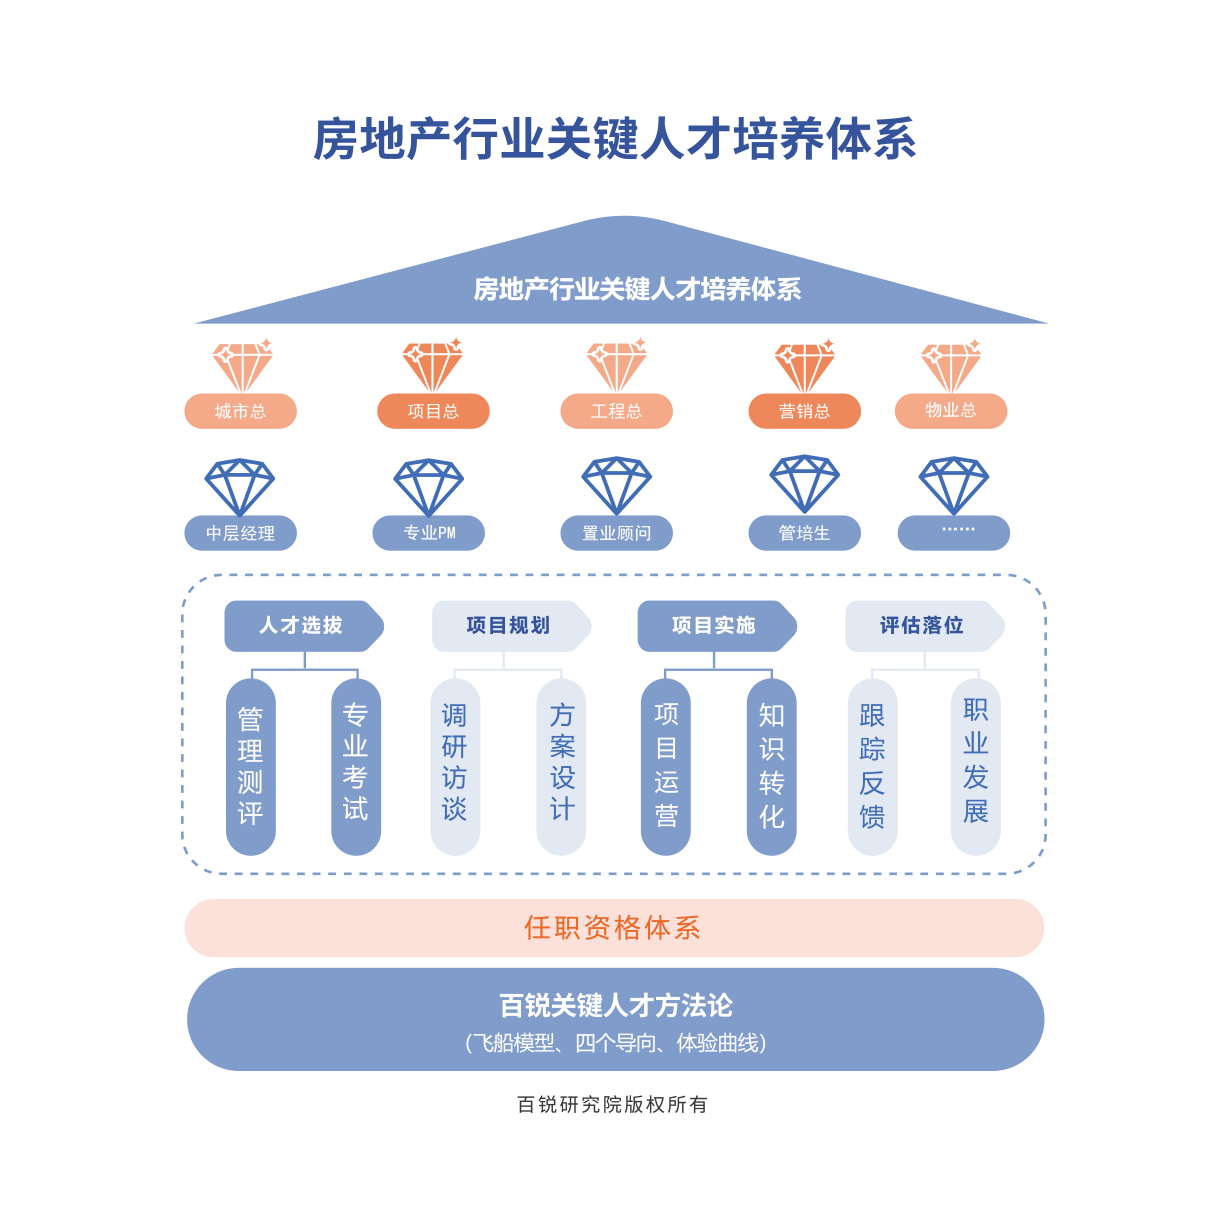 房地产行业关键人才培养体系
房地产行业关键人才培养体系
城市总
项目总
工程总
营销总
物业总
中层经理
专业PM
置业顾问
管培生
······
人才选拔
项目规划
项目实施
评估落位
管理测评
专业考试
调研访谈
方案设计
项目运营
知识转化
跟踪反馈
职业发展
任职资格体系
百锐关键人才方法论
(飞船模型、四个导向、体验曲线)
百锐研究院版权所有